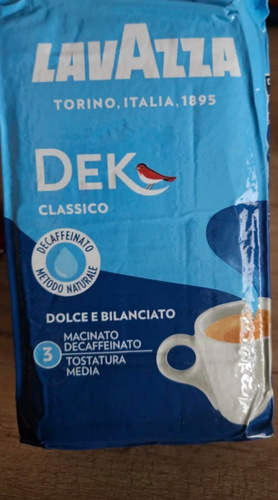 LAVAZZA
TORINO, ITALIA, 1895
DEK
CLASSICO
DECAFFEINATO
METODO NATURALE
DOLCE E BILANCIATO
3
MACINATO
DECAFFEINATO
TOSTATURA
MEDIA